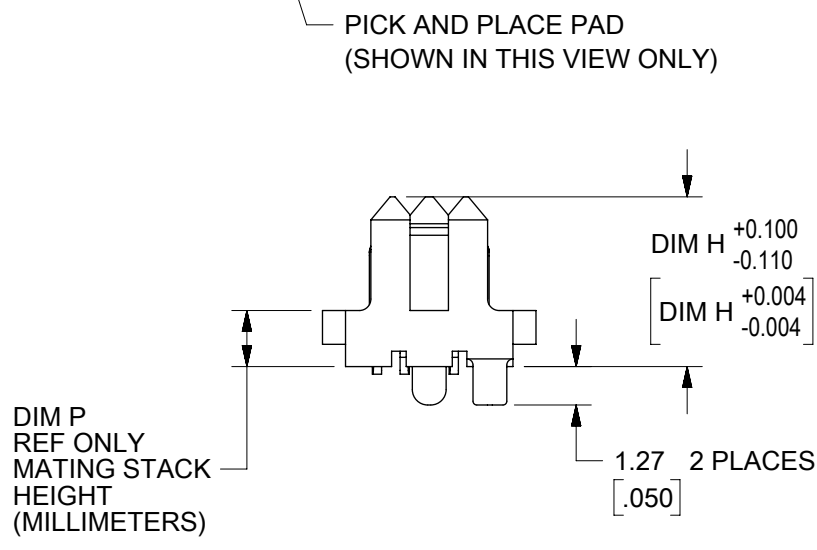 PICK AND PLACE PAD
(SHOWN IN THIS VIEW ONLY)
DIM H +0.100
-0.110
[DIM H +0.004
-0.004]
DIM P
REF ONLY
MATING STACK
HEIGHT
(MILLIMETERS)
1.27 2 PLACES
[.050]